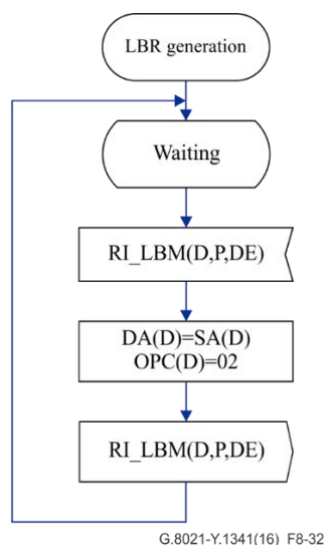 LBR generation
Waiting
RI_LBM(D,P,DE)
DA(D)=SA(D)
OPC(D)=02
RI_LBM(D,P,DE)
G.8021-Y.1341(16)_F8-32